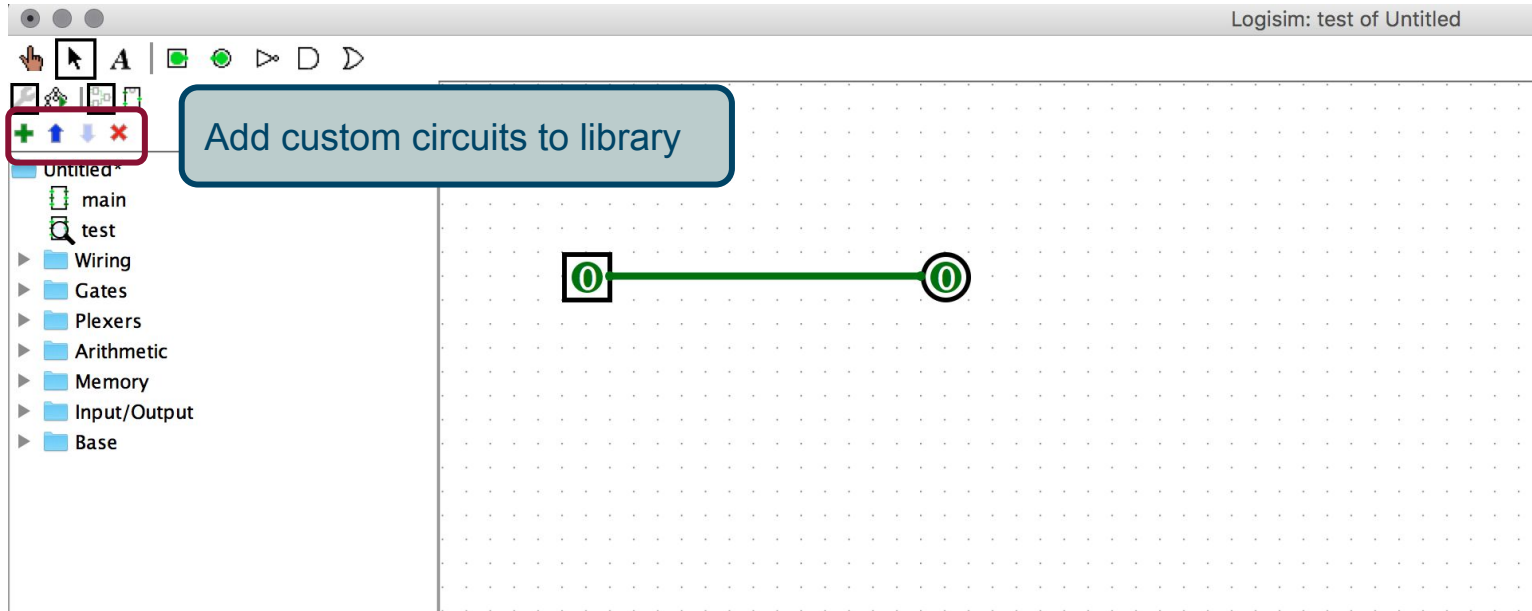 Logisim: test of Untitled
A
Add custom circuits to library
Untitled*
main
test
Wiring
Gates
Plexers
Arithmetic
Memory
Input/Output
Base
0 0